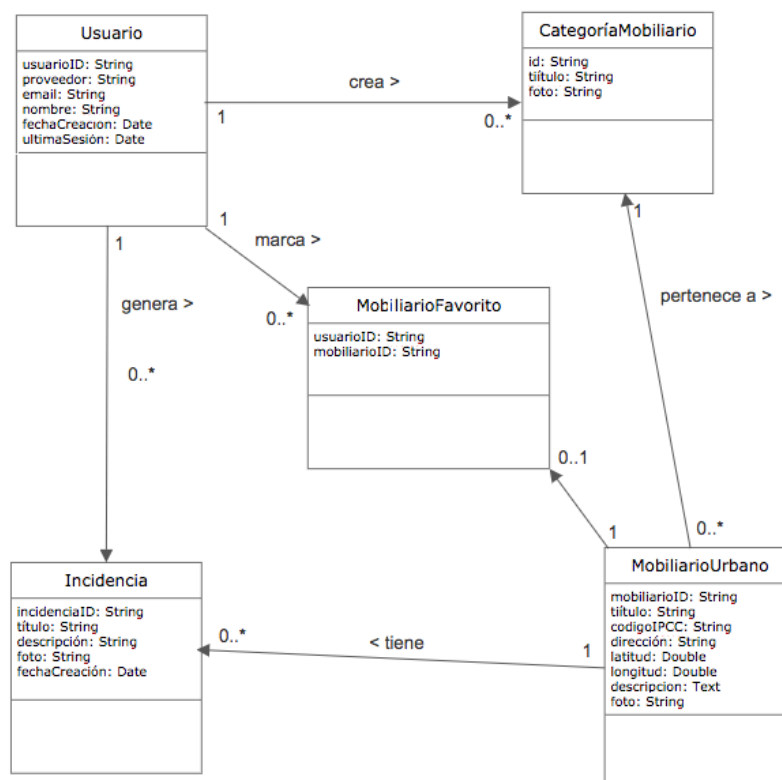 Usuario
usuarioID: String
proveedor: String
email: String
nombre: String
fechaCreacion: Date
ultimaSesión: Date
CategoríaMobiliario
id: String
tiítulo: String
foto: String
crea >
1
0..*
1
marca >
0..*
1
genera >
0..*
1
pertenece a >
0..*
MobiliarioFavorito
usuarioID: String
mobiliarioID: String
0..1
1
Incidencia
incidenciaID: String
título: String
descripción: String
foto: String
fechaCreación: Date
0..*
< tiene
1
MobiliarioUrbano
mobiliarioID: String
tiítulo: String
codigoIPCC: String
dirección: String
latitud: Double
longitud: Double
descripcion: Text
foto: String